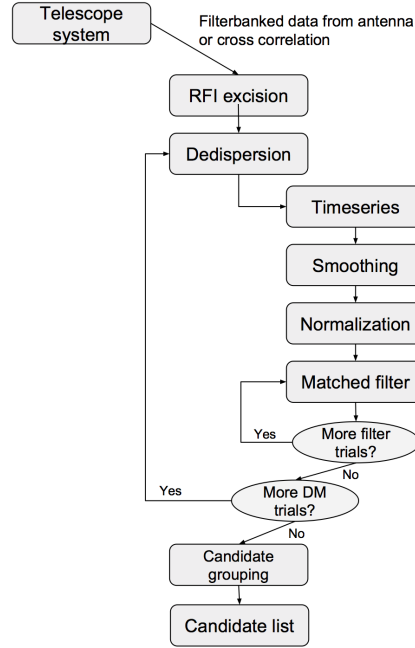 Telescope
system
Filterbanked data from antenna
or cross correlation
RFI excision
Dedispersion
Timeseries
Smoothing
Normalization
Matched filter
More filter
trials?
Yes
No
More DM
trials?
Yes
No
Candidate
grouping
Candidate list